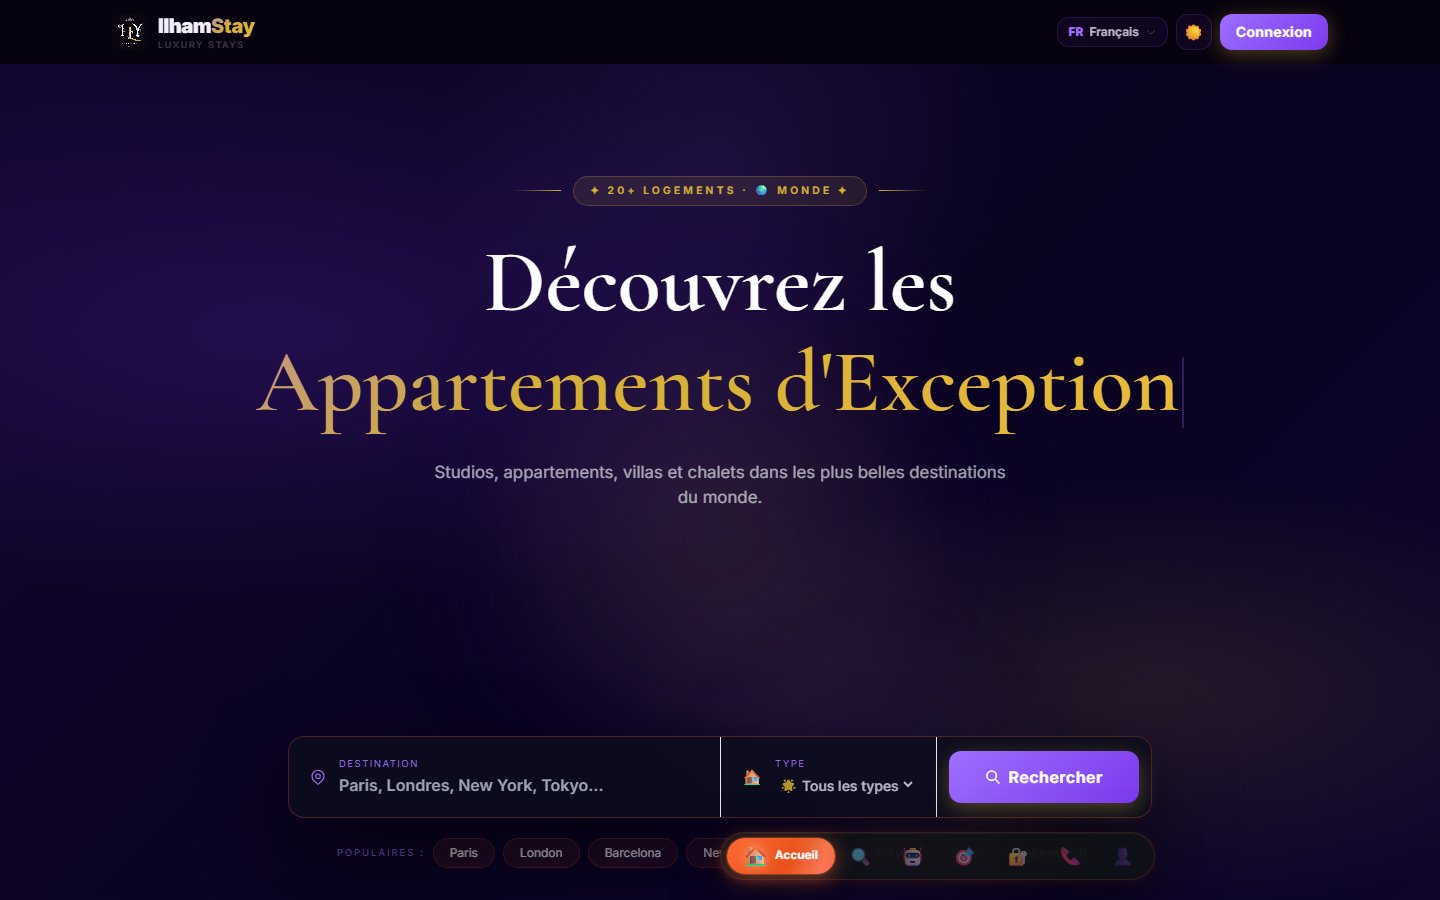 IlhamStay
LUXURY STAYS
FR Français
Connexion
✦ 20+ LOGEMENTS · MONDE ✦
Découvrez les
Appartements d'Exception
Studios, appartements, villas et chalets dans les plus belles destinations
du monde.
DESTINATION
Paris, Londres, New York, Tokyo...
TYPE
Tous les types
Rechercher
POPULAIRES :
Paris
London
Barcelona
Accueil